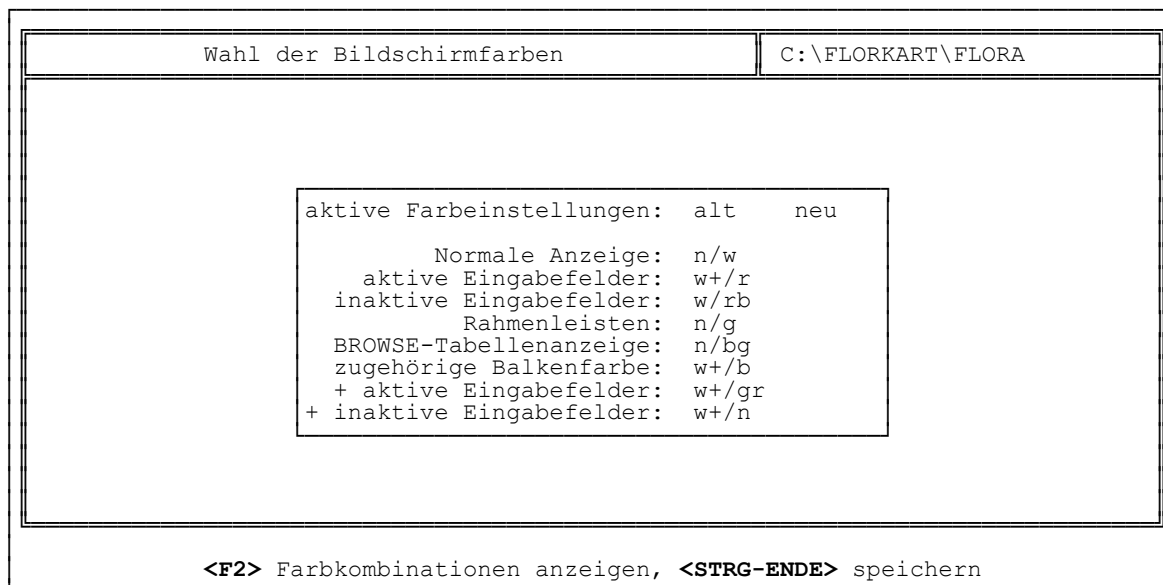 Wahl der Bildschirmfarben C:\FLORKART\FLORA
aktive Farbeinstellungen: alt neu
Normale Anzeige: n/w
aktive Eingabefelder: w+/r
inaktive Eingabefelder: w/rb
Rahmenleisten: n/g
BROWSE-Tabellenanzeige: n/bg
zugehörige Balkenfarbe: w+/b
+ aktive Eingabefelder: w+/gr
+ inaktive Eingabefelder: w+/n
<F2> Farbkombinationen anzeigen, <STRG-ENDE> speichern